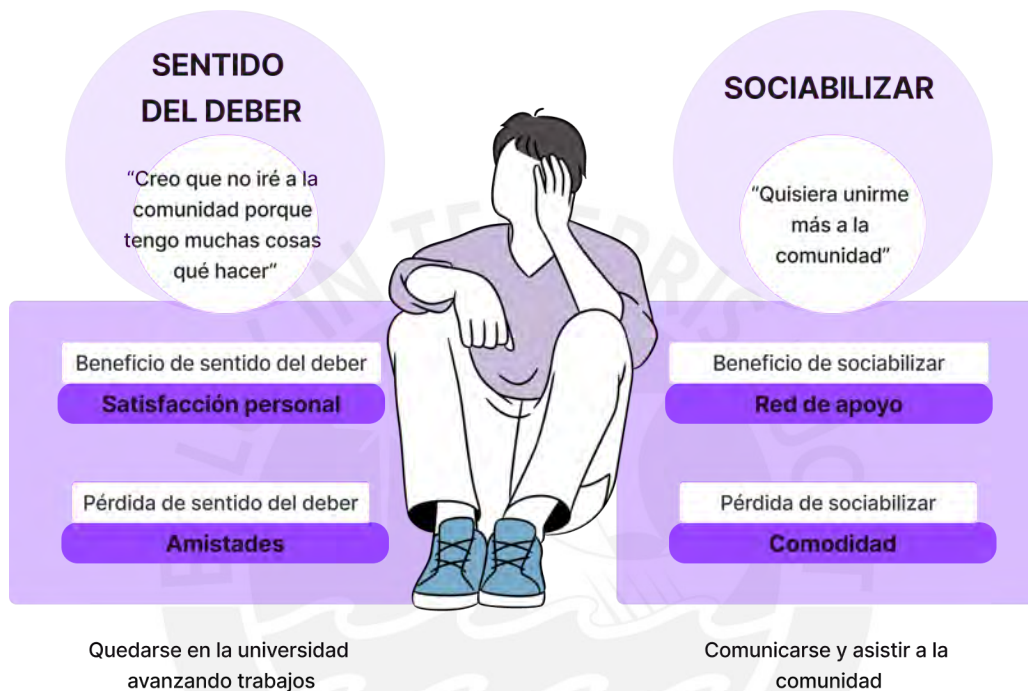 SENTIDO
DEL DEBER
“Creo que no iré a la
comunidad porque
tengo muchas cosas
qué hacer”
Beneficio de sentido del deber
Satisfacción personal
Pérdida de sentido del deber
Amistades
Quedarse en la universidad
avanzando trabajos
SOCIABILIZAR
“Quisiera unirme
más a la
comunidad”
Beneficio de sociabilizar
Red de apoyo
Pérdida de sociabilizar
Comodidad
Comunicarse y asistir a la
comunidad